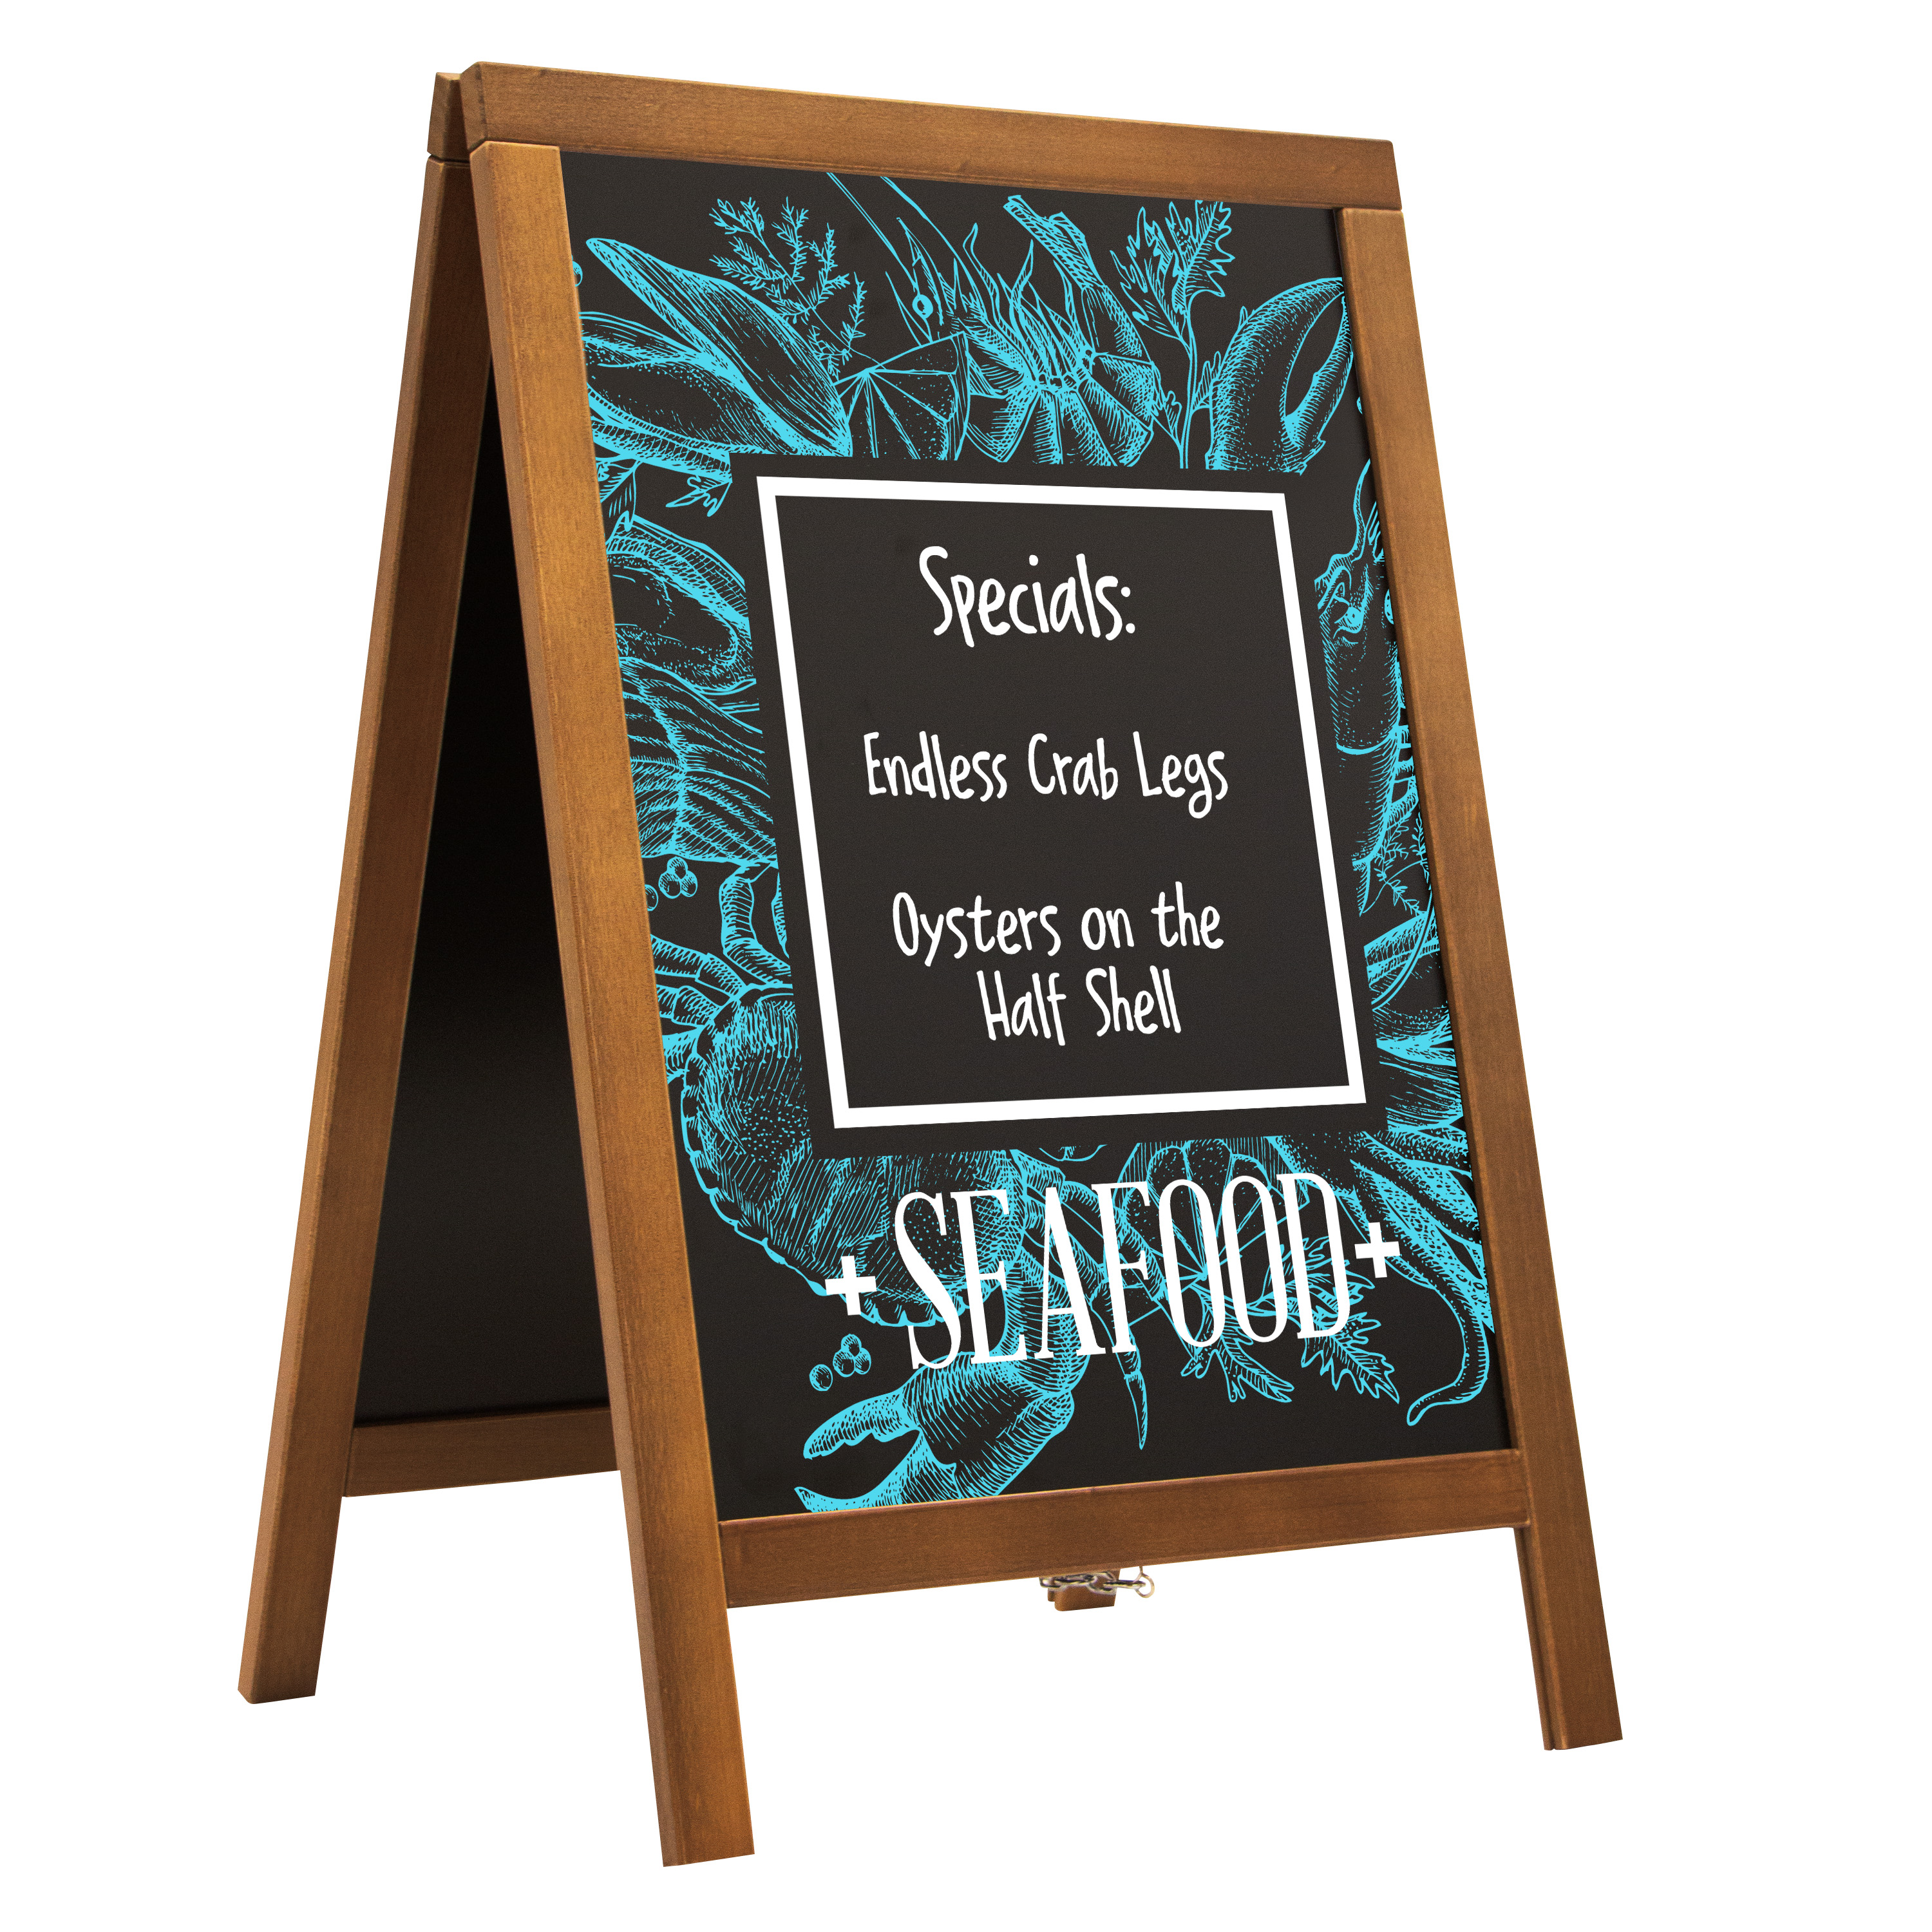 Specials:
Endless Crab Legs
Oysters on the
Half Shell
+SEAFOOD+